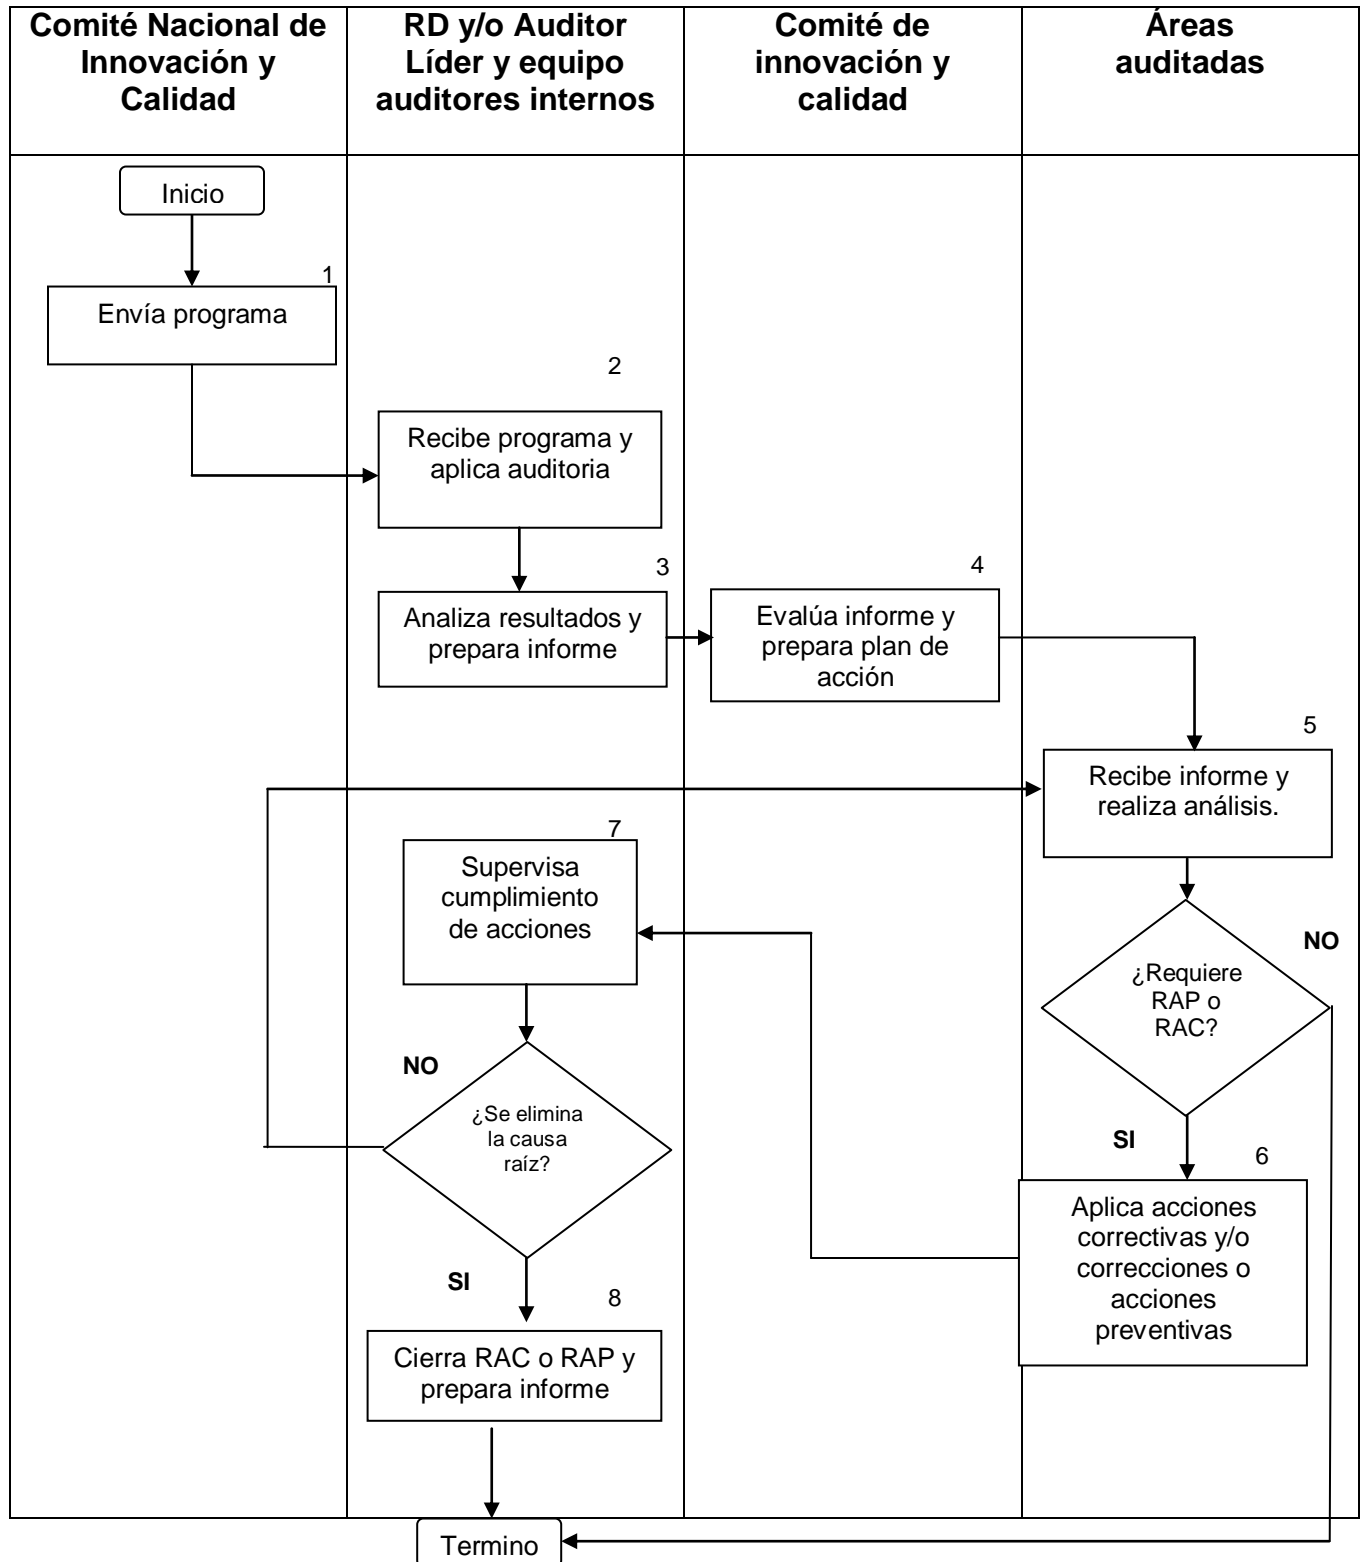 Comité Nacional de
Innovación y
Calidad
RD y/o Auditor
Líder y equipo
auditores internos
Comité de
innovación y
calidad
Áreas
auditadas
Inicio
1
Envía programa
2
Recibe programa y
aplica auditoria
3
Analiza resultados y
prepara informe
4
Evalúa informe y
prepara plan de
acción
5
Recibe informe y
realiza análisis.
¿Requiere
RAP o
RAC?
NO
SI
6
Aplica acciones
correctivas y/o
correcciones o
acciones
preventivas
7
Supervisa
cumplimiento
de acciones
NO
¿Se elimina
la causa
raíz?
SI
8
Cierra RAC o RAP y
prepara informe
Termino